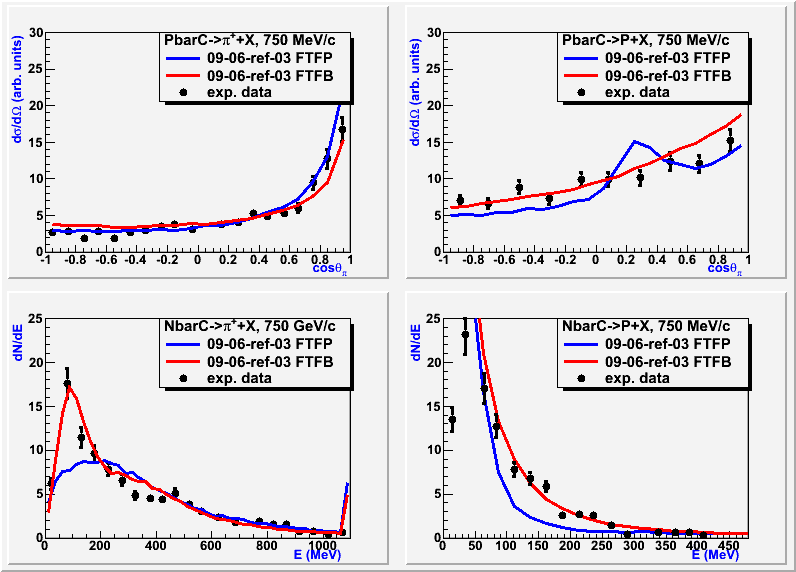 PbarC->π⁺+X, 750 MeV/c
09-06-ref-03 FTFP
09-06-ref-03 FTFB
exp. data
dσ/dΩ (arb. units)
30
25
20
15
10
5
0
-1 -0.8 -0.6 -0.4 -0.2 0 0.2 0.4 0.6 0.8 1
cosθπ
PbarC->P+X, 750 MeV/c
09-06-ref-03 FTFP
09-06-ref-03 FTFB
exp. data
dσ/dΩ (arb. units)
30
25
20
15
10
5
0
-1 -0.8 -0.6 -0.4 -0.2 0 0.2 0.4 0.6 0.8 1
cosθπ
NbarC->π⁺+X, 750 GeV/c
09-06-ref-03 FTFP
09-06-ref-03 FTFB
exp. data
dN/dE
25
20
15
10
5
0
0 200 400 600 800 1000
E (MeV)
NbarC->P+X, 750 MeV/c
09-06-ref-03 FTFP
09-06-ref-03 FTFB
exp. data
dN/dE
25
20
15
10
5
0
0 50 100 150 200 250 300 350 400 450
E (MeV)